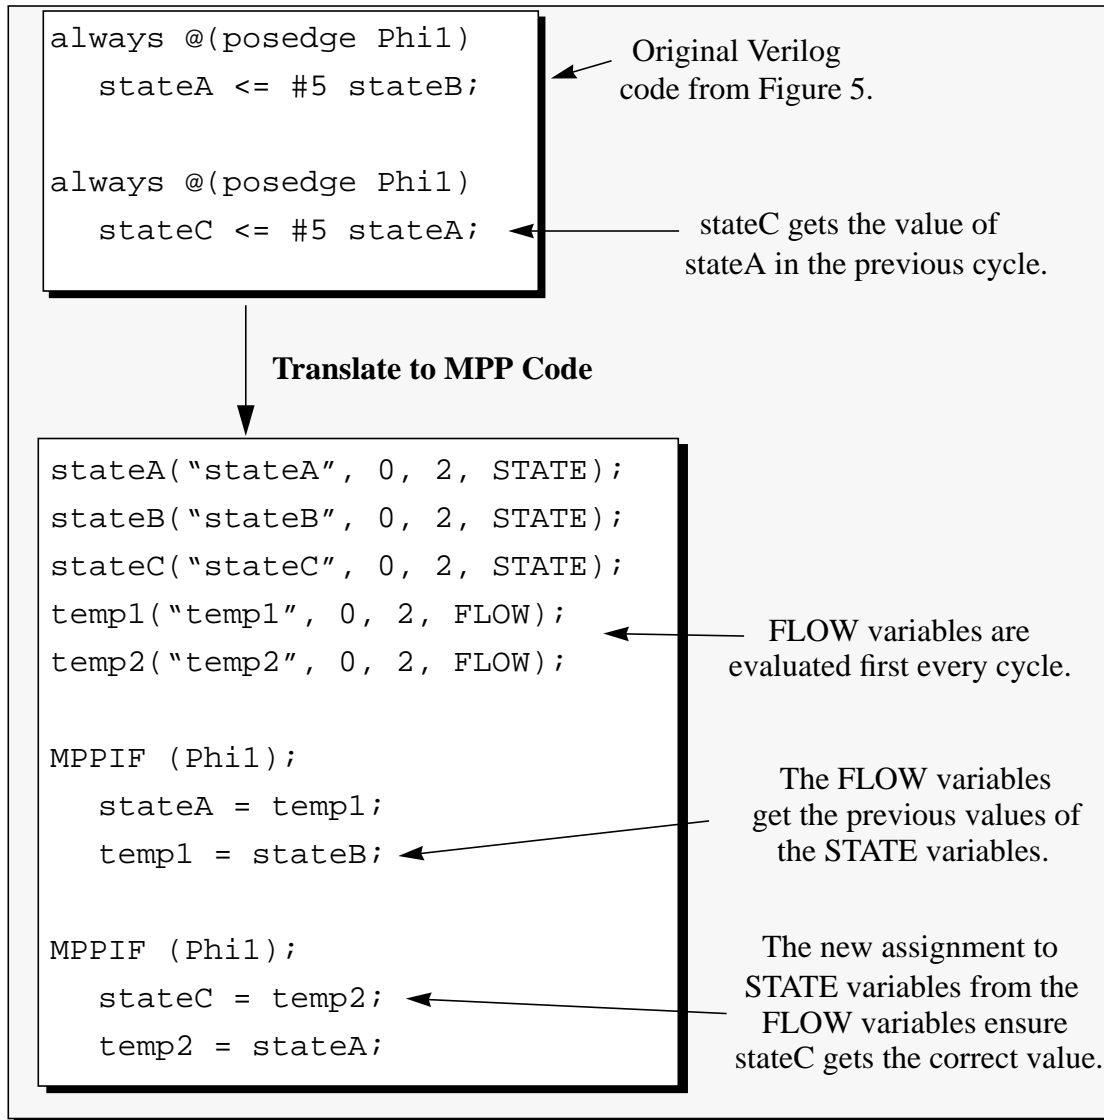 always @(posedge Phi1)
stateA <= #5 stateB;
always @(posedge Phi1)
stateC <= #5 stateA;
Original Verilog
code from Figure 5.
stateC gets the value of
stateA in the previous cycle.
Translate to MPP Code
stateA(“stateA”, 0, 2, STATE);
stateB(“stateB”, 0, 2, STATE);
stateC(“stateC”, 0, 2, STATE);
temp1(“temp1”, 0, 2, FLOW);
temp2(“temp2”, 0, 2, FLOW);
FLOW variables are
evaluated first every cycle.
MPPIF (Phi1);
stateA = temp1;
temp1 = stateB;
The FLOW variables
get the previous values of
the STATE variables.
MPPIF (Phi1);
stateC = temp2;
temp2 = stateA;
The new assignment to
STATE variables from the
FLOW variables ensure
stateC gets the correct value.